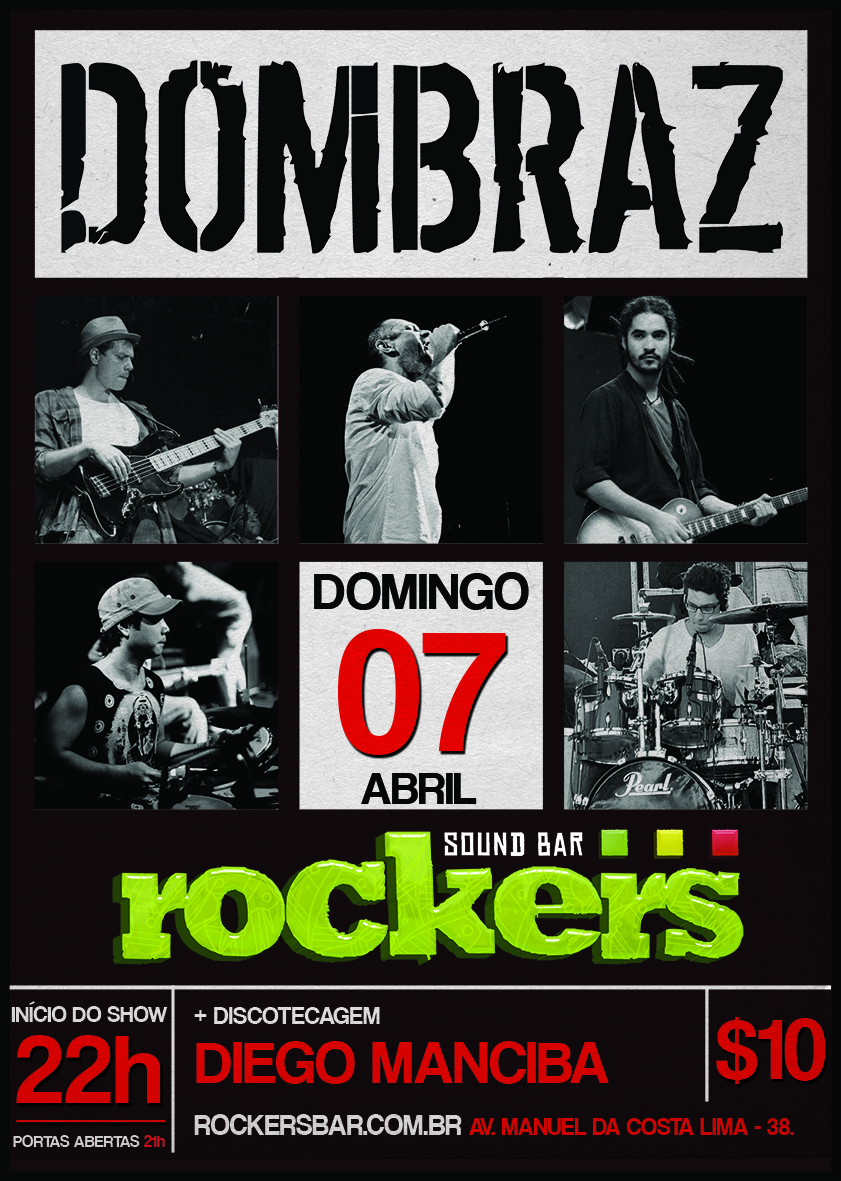 DOMBRAZ
DOMINGO
07
ABRIL
Pearl
SOUND BAR
rockers
INÍCIO DO SHOW
22h
PORTAS ABERTAS 21h
+ DISCOTECAGEM
DIEGO MANCIBA
ROCKERSBAR.COM.BR AV. MANUEL DA COSTA LIMA - 38.
$10